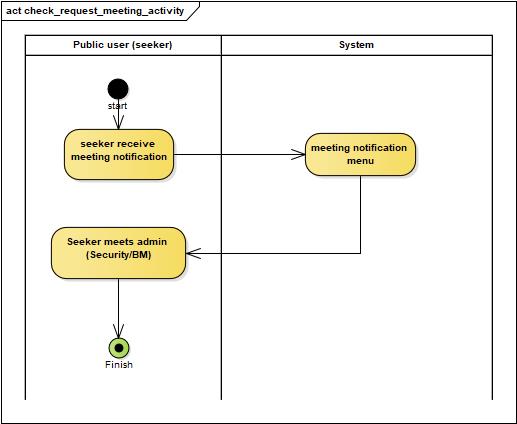 act check_request_meeting_activity
Public user (seeker)
System
start
seeker receive
meeting notification
meeting notification
menu
Seeker meets admin
(Security/BM)
Finish